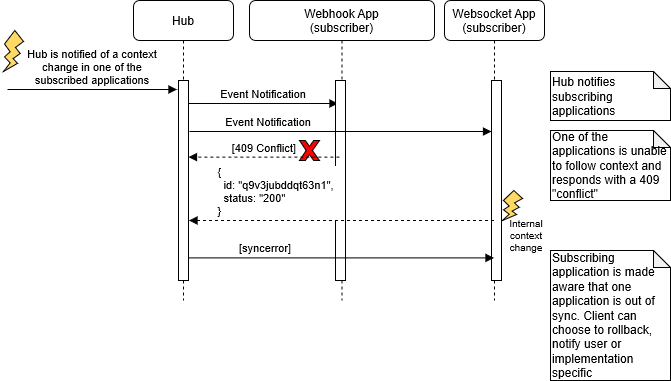 Hub
Webhook App
(subscriber)
Websocket App
(subscriber)
Hub is notified of a context
change in one of the
subscribed applications
Hub notifies
subscribing
applications
Event Notification
Event Notification
One of the
applications is unable
to follow context and
responds with a 409
"conflict"
[409 Conflict]
{
id: "q9v3jubddqt63n1",
status: "200"
}
Internal
context
change
[syncerror]
Subscribing
application is made
aware that one
application is out of
sync. Client can
choose to rollback,
notify user or
implementation
specific